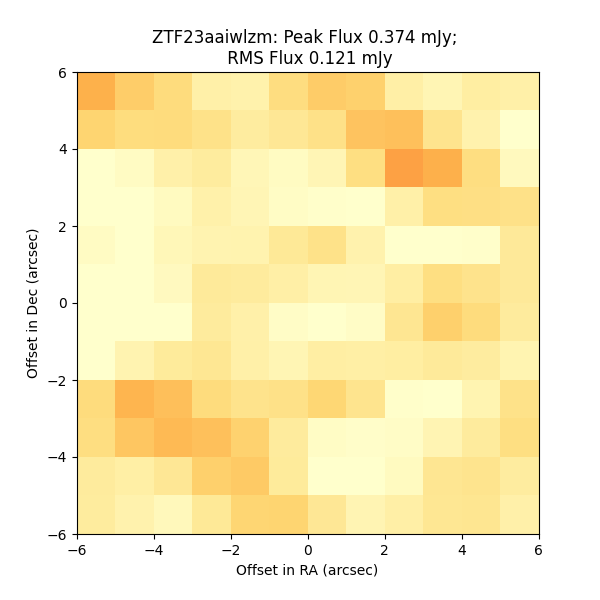 ZTF23aaiwlzm: Peak Flux 0.374 mJy;
RMS Flux 0.121 mJy
6
4
2
0
−2
−4
−6
Offset in Dec (arcsec)
−6 −4 −2 0 2 4 6
Offset in RA (arcsec)